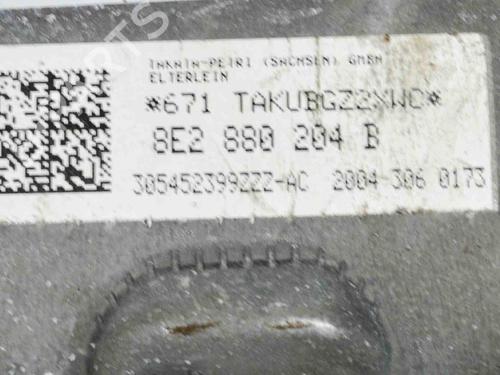 TAKATA-PETRI (SACHSEN) GMBH
ELTERLEIN
*671 TAKUBGZ2XWC*
8E2 880 204 B
305452399ZZZ-AC 2004-306 0173